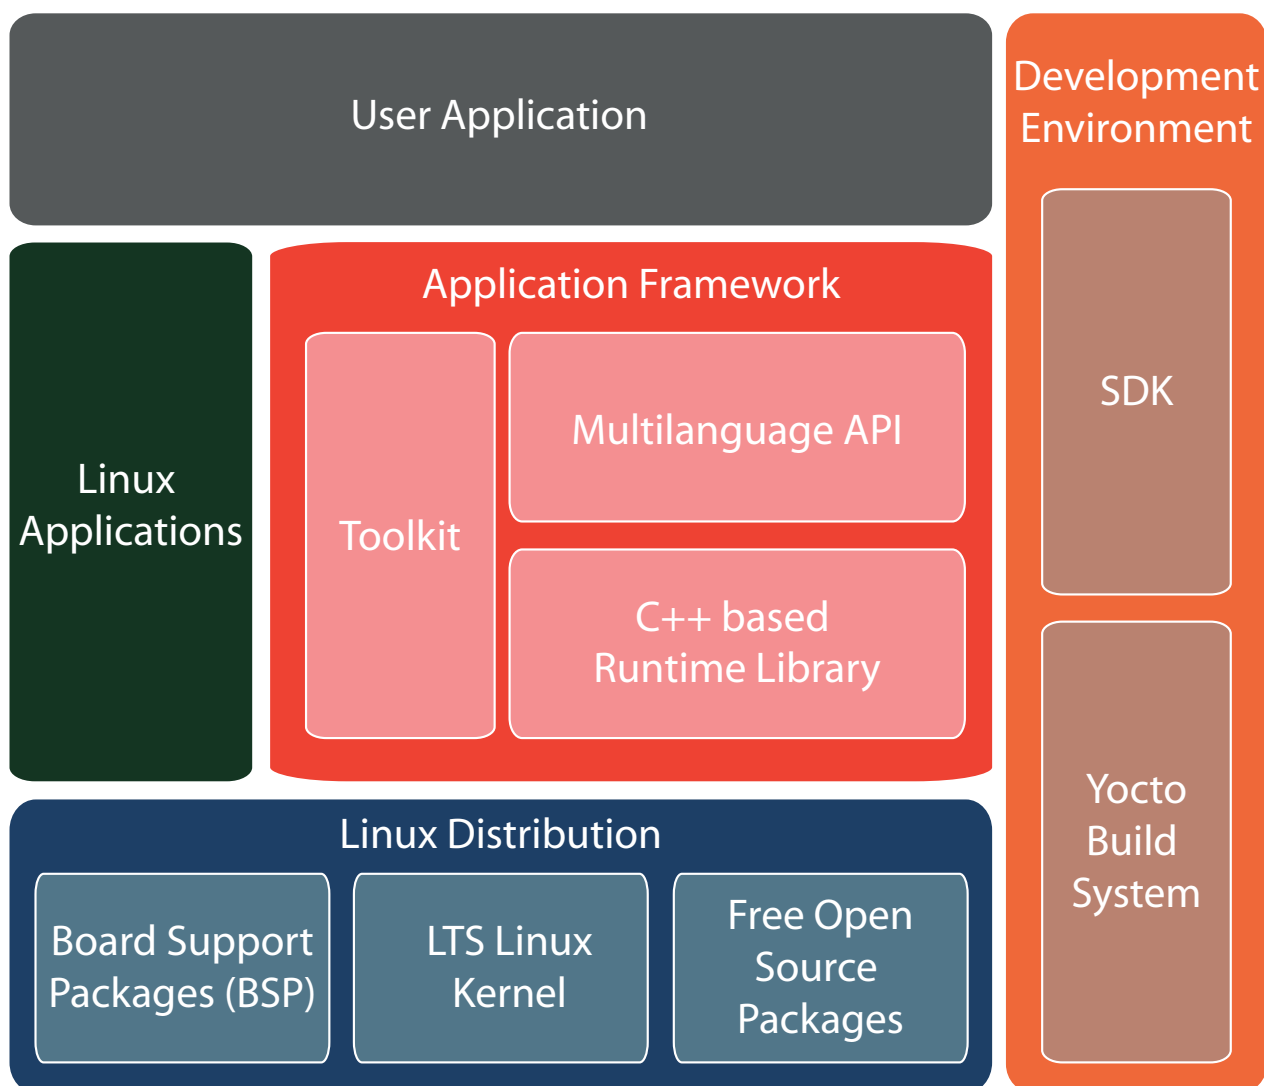 User Application
Development
Environment
SDK
Yocto
Build
System
Linux
Applications
Application Framework
Toolkit
Multilanguage API
C++ based
Runtime Library
Linux Distribution
Board Support
Packages (BSP)
LTS Linux
Kernel
Free Open
Source
Packages